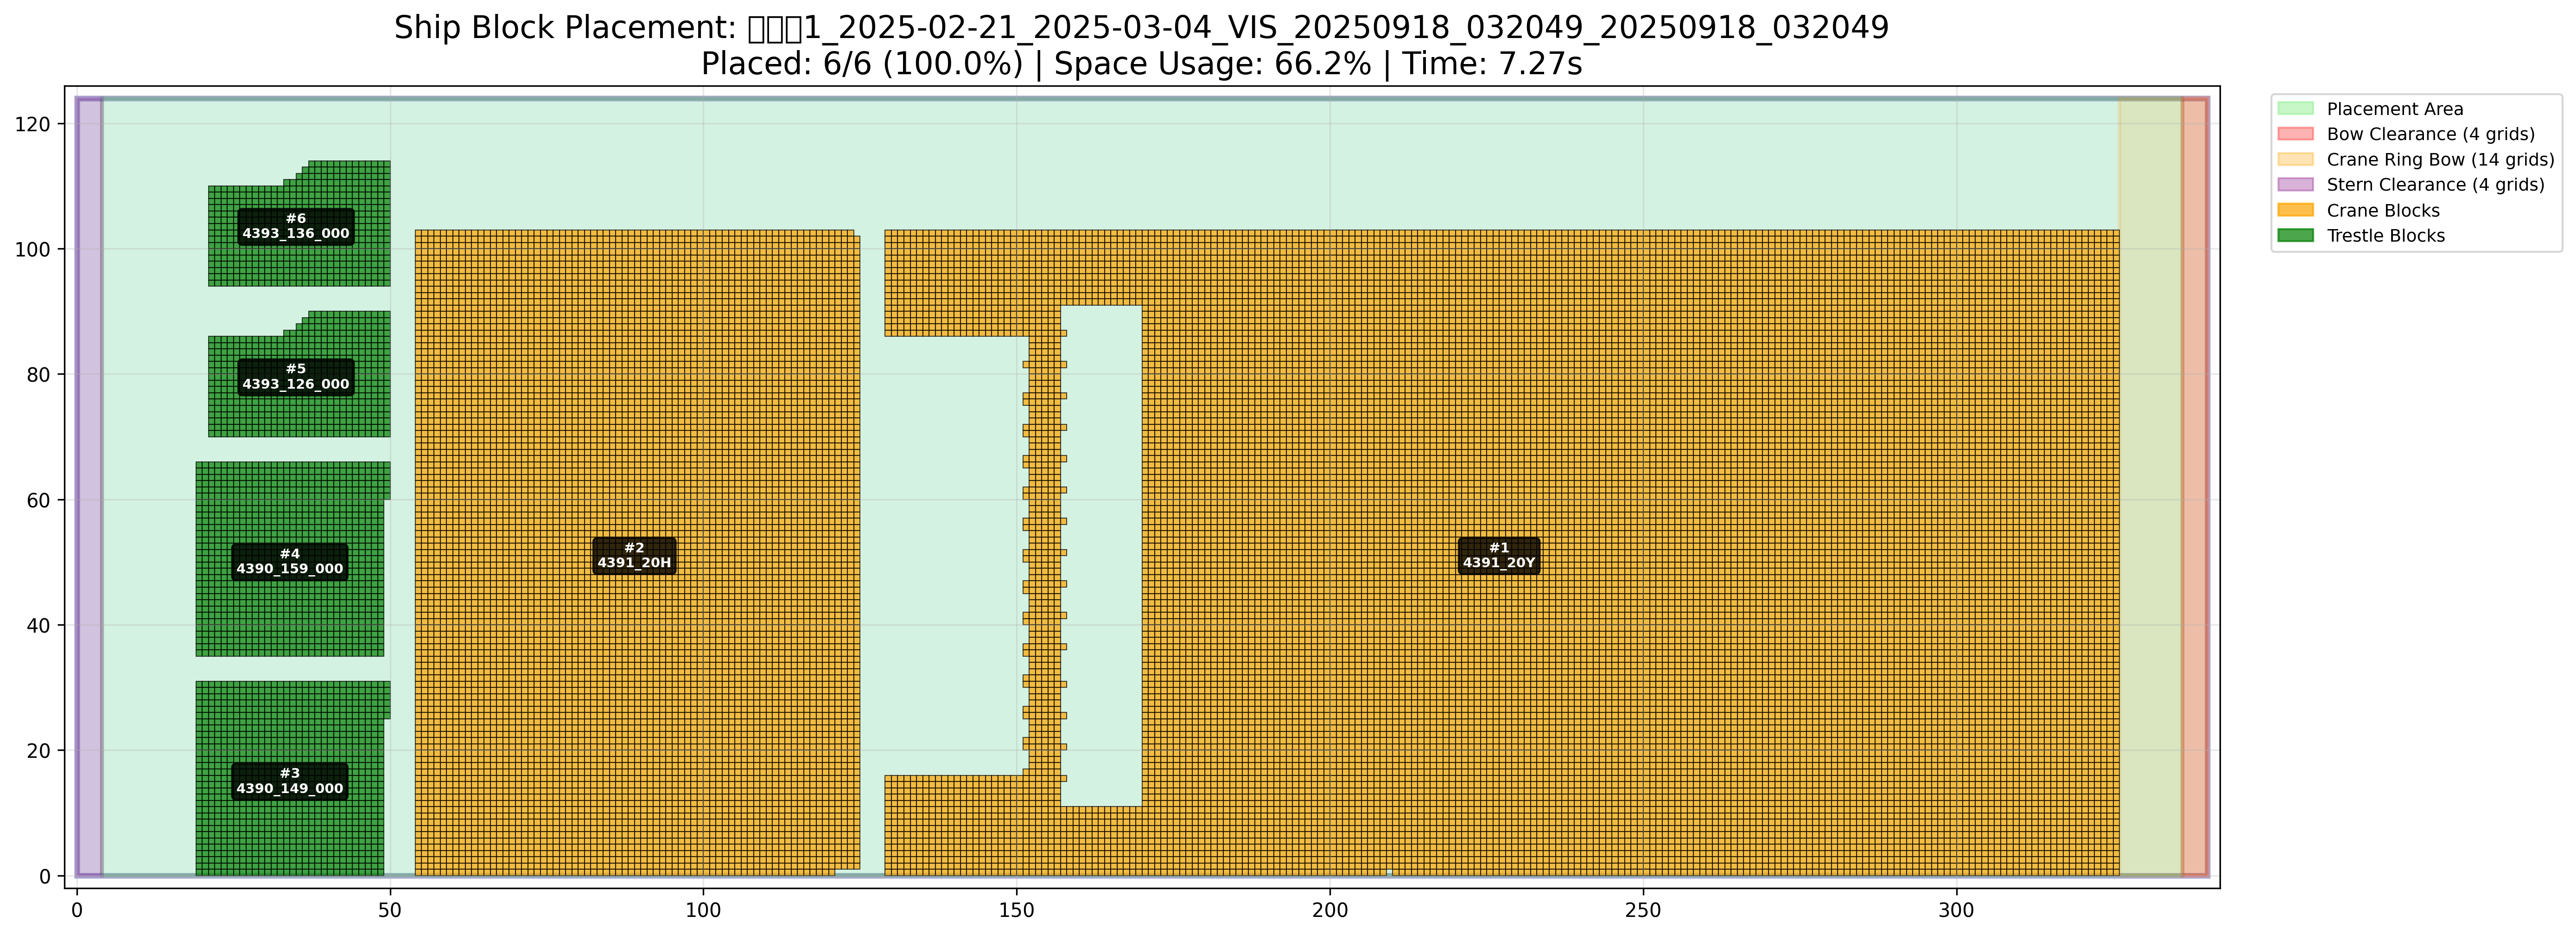 Ship Block Placement: □□□1_2025-02-21_2025-03-04_VIS_20250918_032049_20250918_032049
Placed: 6/6 (100.0%) | Space Usage: 66.2% | Time: 7.27s
Placement Area
Bow Clearance (4 grids)
Crane Ring Bow (14 grids)
Stern Clearance (4 grids)
Crane Blocks
Trestle Blocks
120
100
80
60
40
20
0
#6
4393_136_000
#5
4393_126_000
#4
4390_159_000
#3
4390_149_000
#2
4391_20H
#1
4391_20Y
0
50
100
150
200
250
300